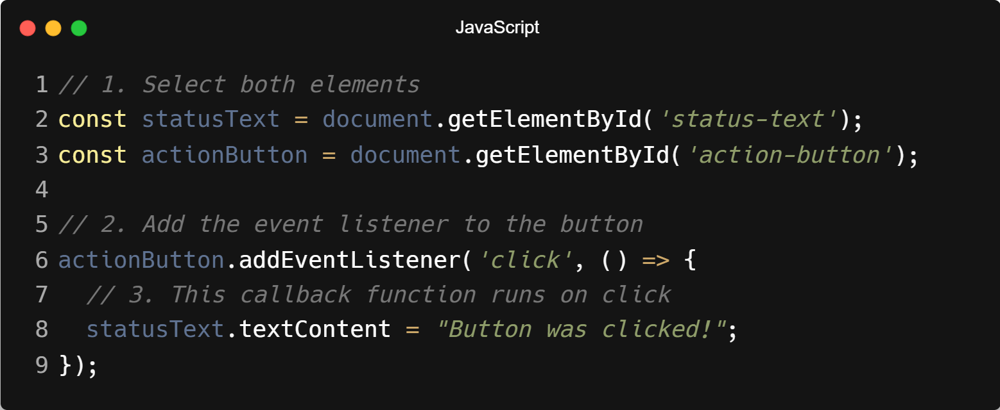 JavaScript
1 // 1. Select both elements
2 const statusText = document.getElementById('status-text');
3 const actionButton = document.getElementById('action-button');
4
5 // 2. Add the event listener to the button
6 actionButton.addEventListener('click', () => {
7   // 3. This callback function runs on click
8   statusText.textContent = "Button was clicked!";
9 });